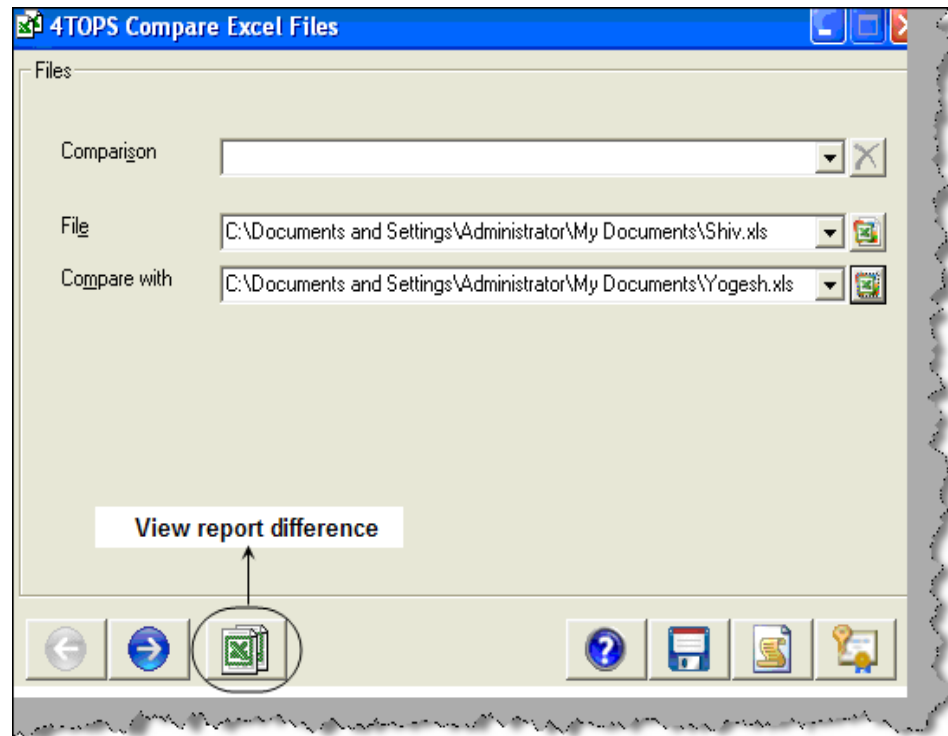 4TOPS Compare Excel Files
Files
Comparison
File C:\Documents and Settings\Administrator\My Documents\Shiv.xls
Compare with C:\Documents and Settings\Administrator\My Documents\Yogesh.xls
View report difference